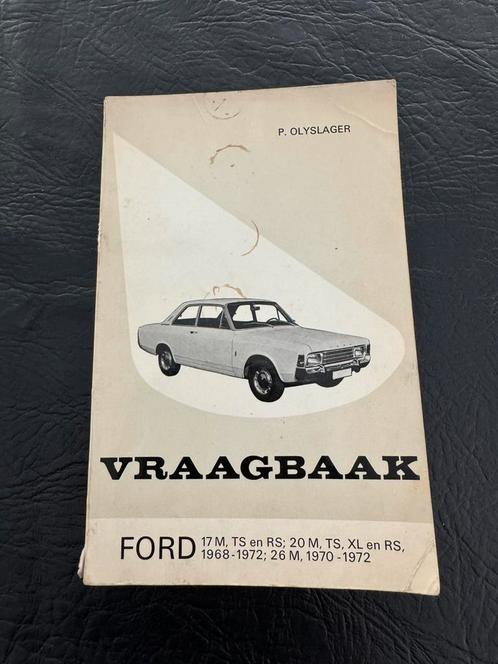 P. OLYSLAGER
VRAAGBAAK
FORD 17 M, TS en RS; 20 M, TS, XL en RS,
1968-1972; 26 M, 1970-1972